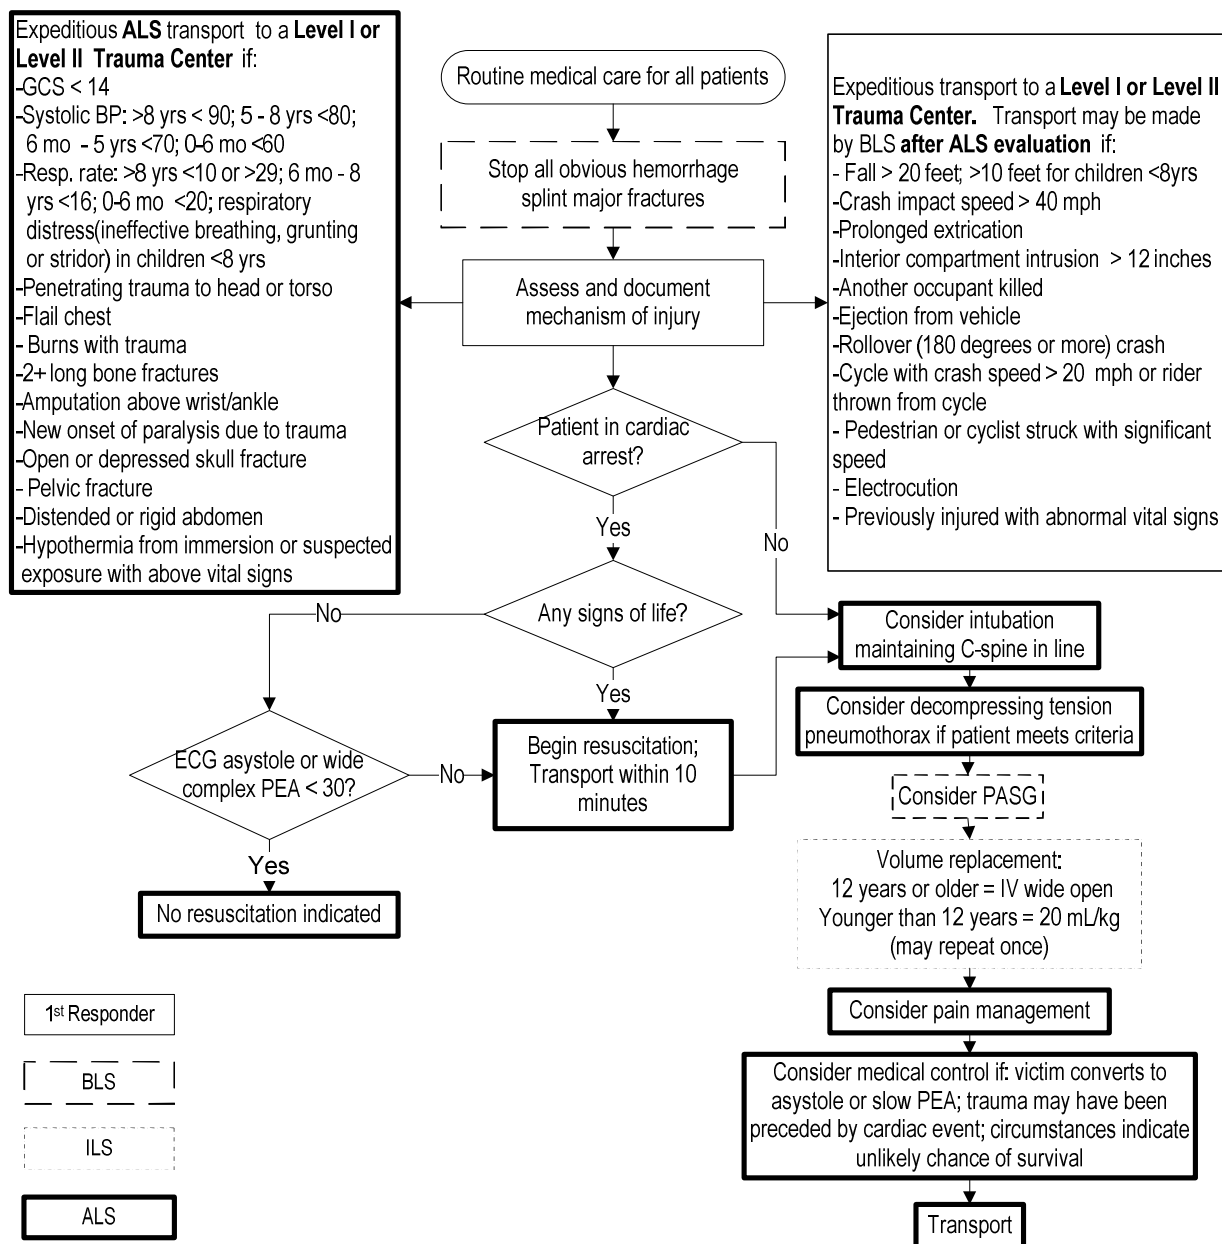 Expeditious ALS transport to a Level I or
Level II Trauma Center if:
-GCS < 14
-Systolic BP: >8 yrs < 90; 5 - 8 yrs <80;
6 mo - 5 yrs <70; 0-6 mo <60
-Resp. rate: >8 yrs <10 or >29; 6 mo - 8
yrs <16; 0-6 mo <20; respiratory
distress(ineffective breathing, grunting
or stridor) in children <8 yrs
-Penetrating trauma to head or torso
-Flail chest
- Burns with trauma
-2+ long bone fractures
-Amputation above wrist/ankle
-New onset of paralysis due to trauma
-Open or depressed skull fracture
- Pelvic fracture
-Distended or rigid abdomen
-Hypothermia from immersion or suspected
exposure with above vital signs
Routine medical care for all patients
Stop all obvious hemorrhage
splint major fractures
Assess and document
mechanism of injury
Expeditious transport to a Level I or Level II
Trauma Center. Transport may be made
by BLS after ALS evaluation if:
- Fall > 20 feet; >10 feet for children <8yrs
-Crash impact speed > 40 mph
-Prolonged extrication
-Interior compartment intrusion > 12 inches
-Another occupant killed
-Ejection from vehicle
-Rollover (180 degrees or more) crash
-Cycle with crash speed > 20 mph or rider
thrown from cycle
- Pedestrian or cyclist struck with significant
speed
- Electrocution
- Previously injured with abnormal vital signs
Patient in cardiac
arrest?
Yes
No
Any signs of life?
No
Yes
ECG asystole or wide
complex PEA < 30?
No
Yes
No resuscitation indicated
Begin resuscitation;
Transport within 10
minutes
Consider intubation
maintaining C-spine in line
Consider decompressing tension
pneumothorax if patient meets criteria
Consider PASG
Volume replacement:
12 years or older = IV wide open
Younger than 12 years = 20 mL/kg
(may repeat once)
Consider pain management
Consider medical control if: victim converts to
asystole or slow PEA; trauma may have been
preceded by cardiac event; circumstances indicate
unlikely chance of survival
Transport
1st Responder
BLS
ILS
ALS